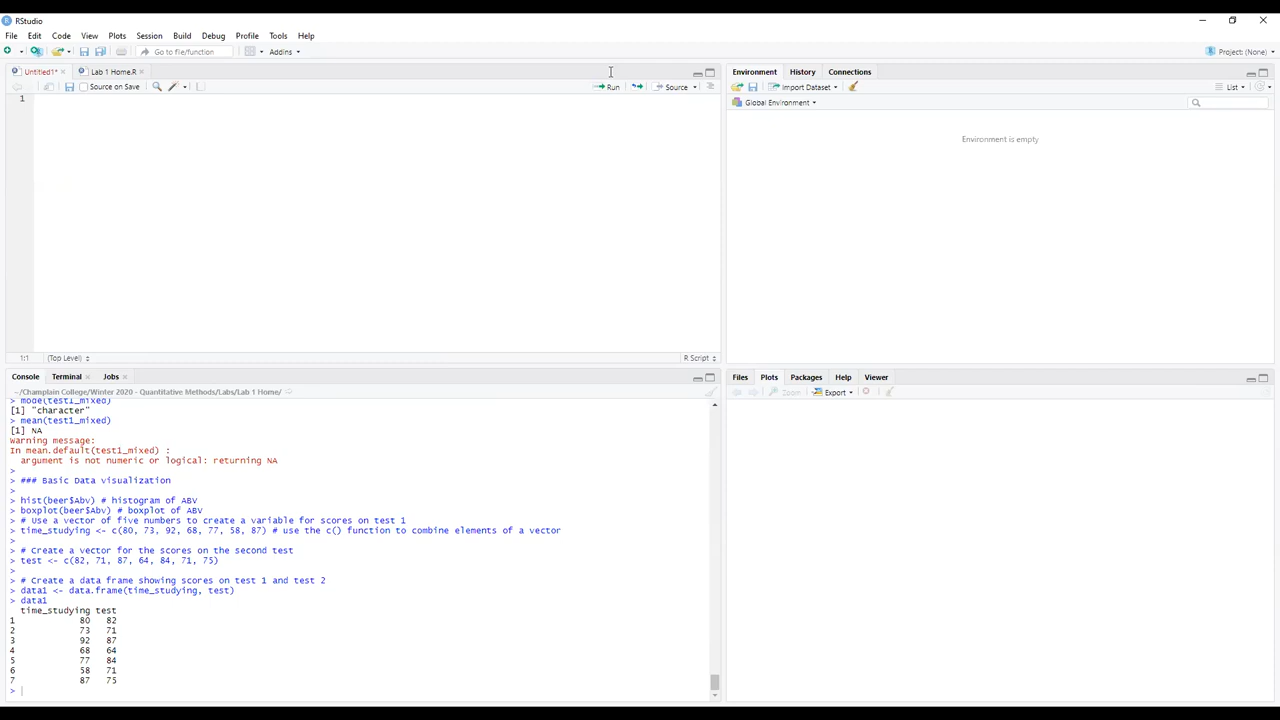 RStudio
File Edit Code View Plots Session Build Debug Profile Tools Help
Go to file/function Addins Project: (None)
Untitled1* Lab 1 Home.R
Source on Save Run Source
1
1:1 (Top Level) R Script
Environment History Connections
Import Dataset List
Global Environment
Environment is empty
Console Terminal Jobs
~/Champlain College/Winter 2020 - Quantitative Methods/Labs/Lab 1 Home/
> mode(test1_mixed)
[1] "character"
> mean(test1_mixed)
[1] NA
Warning message:
In mean.default(test1_mixed) :
argument is not numeric or logical: returning NA
>
> ### Basic Data visualization
>
> hist(beer$Abv) # histogram of ABV
> boxplot(beer$Abv) # boxplot of ABV
> # Use a vector of five numbers to create a variable for scores on test 1
> time_studying <- c(80, 73, 92, 68, 77, 58, 87) # use the c() function to combine elements of a vector
>
> # Create a vector for the scores on the second test
> test <- c(82, 71, 87, 64, 84, 71, 75)
>
> # Create a data frame showing scores on test 1 and test 2
> data1 <- data.frame(time_studying, test)
> data1
time_studying test
1 80 82
2 73 71
3 92 87
4 68 64
5 77 84
6 58 71
7 87 75
>
Files Plots Packages Help Viewer
Zoom Export